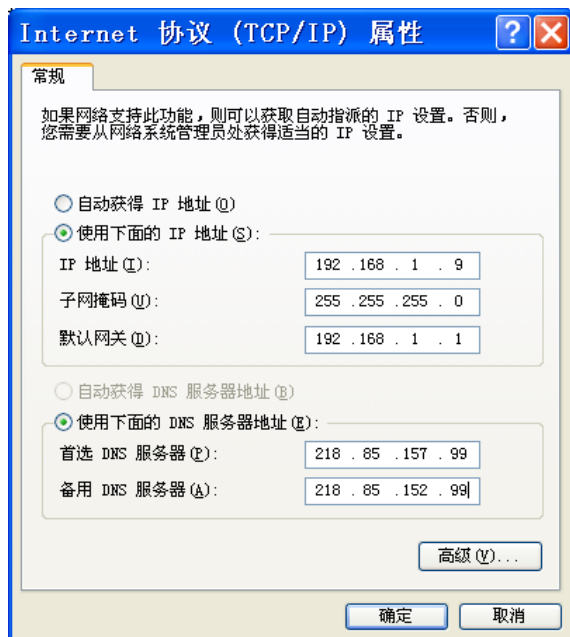 Internet 协议 (TCP/IP) 属性
常规
如果网络支持此功能，则可以获取自动指派的 IP 设置。否则，
您需要从网络系统管理员处获得适当的 IP 设置。
自动获得 IP 地址(O)
使用下面的 IP 地址(S):
IP 地址(I): 192 .168 . 1 . 9
子网掩码(U): 255 .255 .255 . 0
默认网关(D): 192 .168 . 1 . 1
自动获得 DNS 服务器地址(B)
使用下面的 DNS 服务器地址(E):
首选 DNS 服务器(P): 218 . 85 .157 . 99
备用 DNS 服务器(A): 218 . 85 .152 . 99
高级(V)...
确定 取消